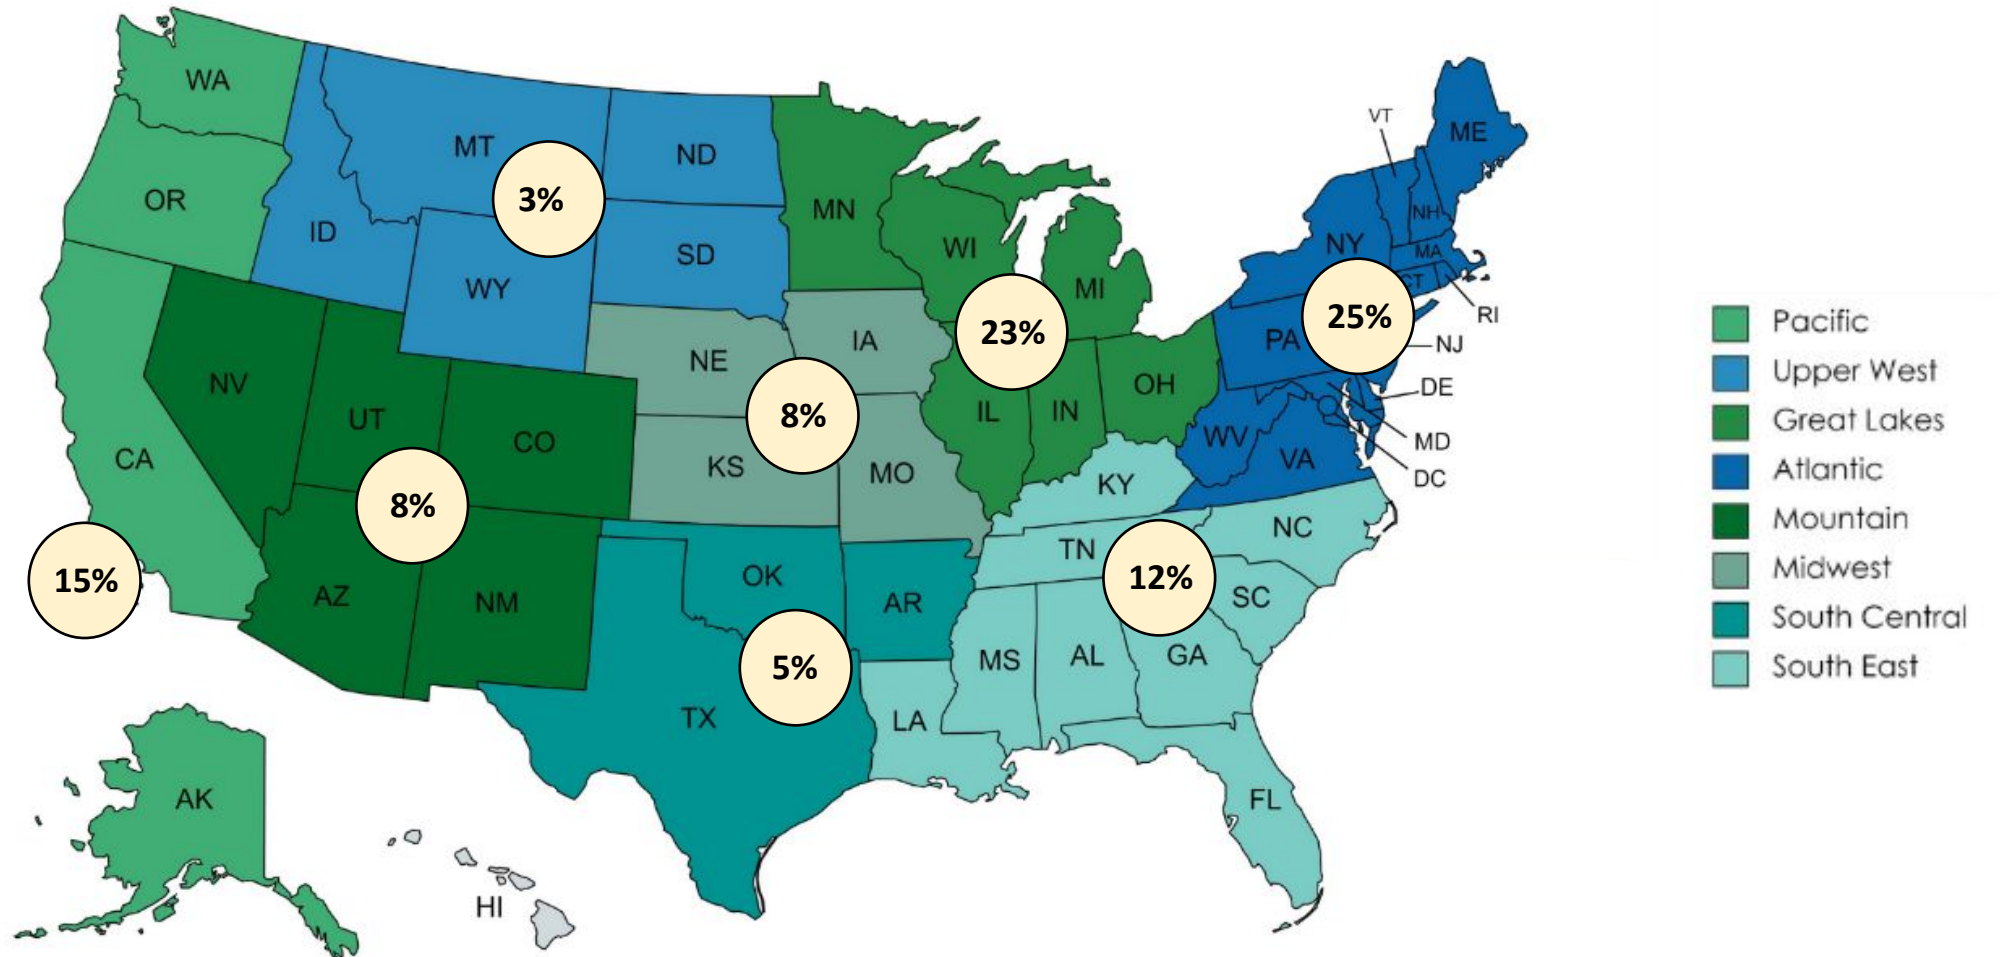 WA
OR
CA
NV
ID
MT
WY
UT
AZ
CO
NM
ND
SD
NE
KS
OK
TX
MN
IA
MO
AR
LA
WI
IL
MI
IN
OH
KY
TN
MS
AL
GA
FL
SC
NC
VA
WV
PA
NY
VT
NH
ME
MA
CT
RI
NJ
DE
MD
DC
AK
HI
3%
23%
25%
8%
8%
15%
12%
5%
Pacific
Upper West
Great Lakes
Atlantic
Mountain
Midwest
South Central
South East